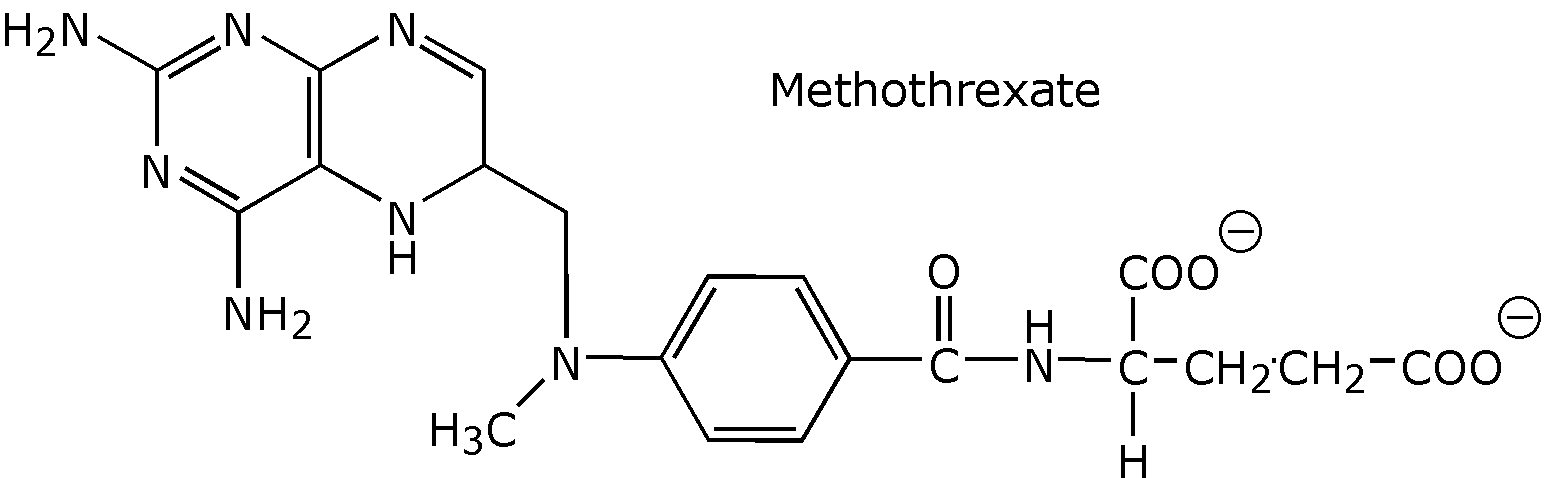 H2N N N
Methothrexate
N
N
H
NH2
COO⊖
O
H
N C N C CH2 CH2 COO⊖
H3C
H